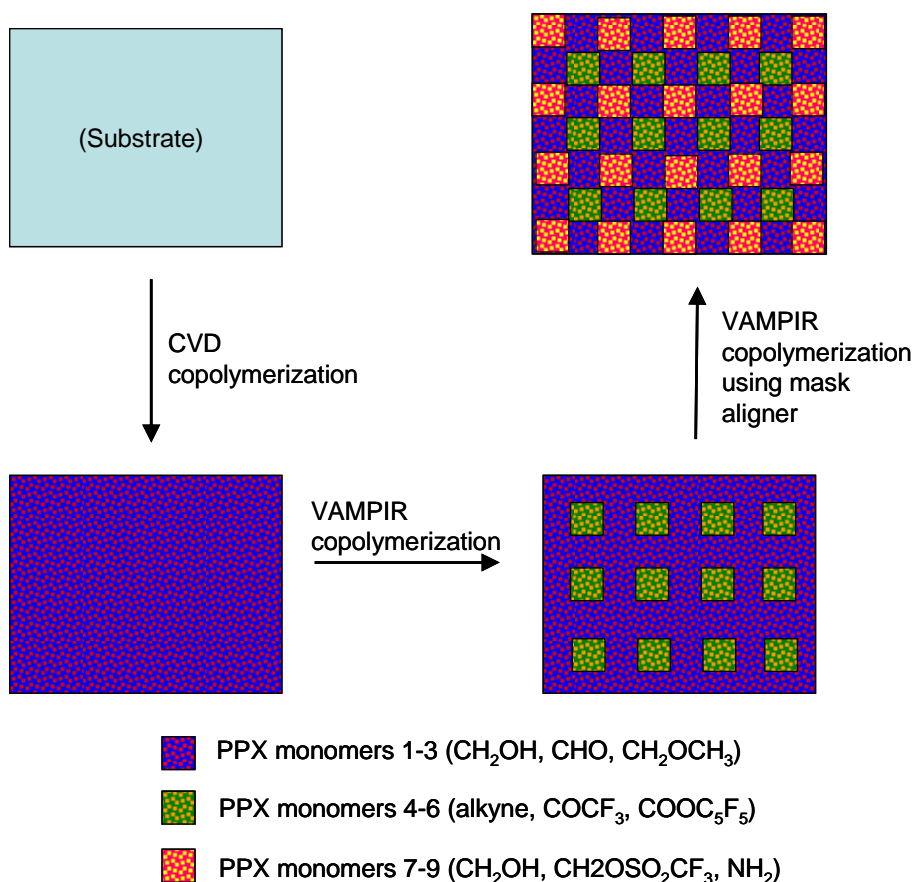 (Substrate)
CVD
copolymerization
VAMPIR
copolymerization
VAMPIR
copolymerization
using mask
aligner
PPX monomers 1-3 (CH₂OH, CHO, CH₂OCH₃)
PPX monomers 4-6 (alkyne, COCF₃, COOC₅F₅)
PPX monomers 7-9 (CH₂OH, CH2OSO₂CF₃, NH₂)